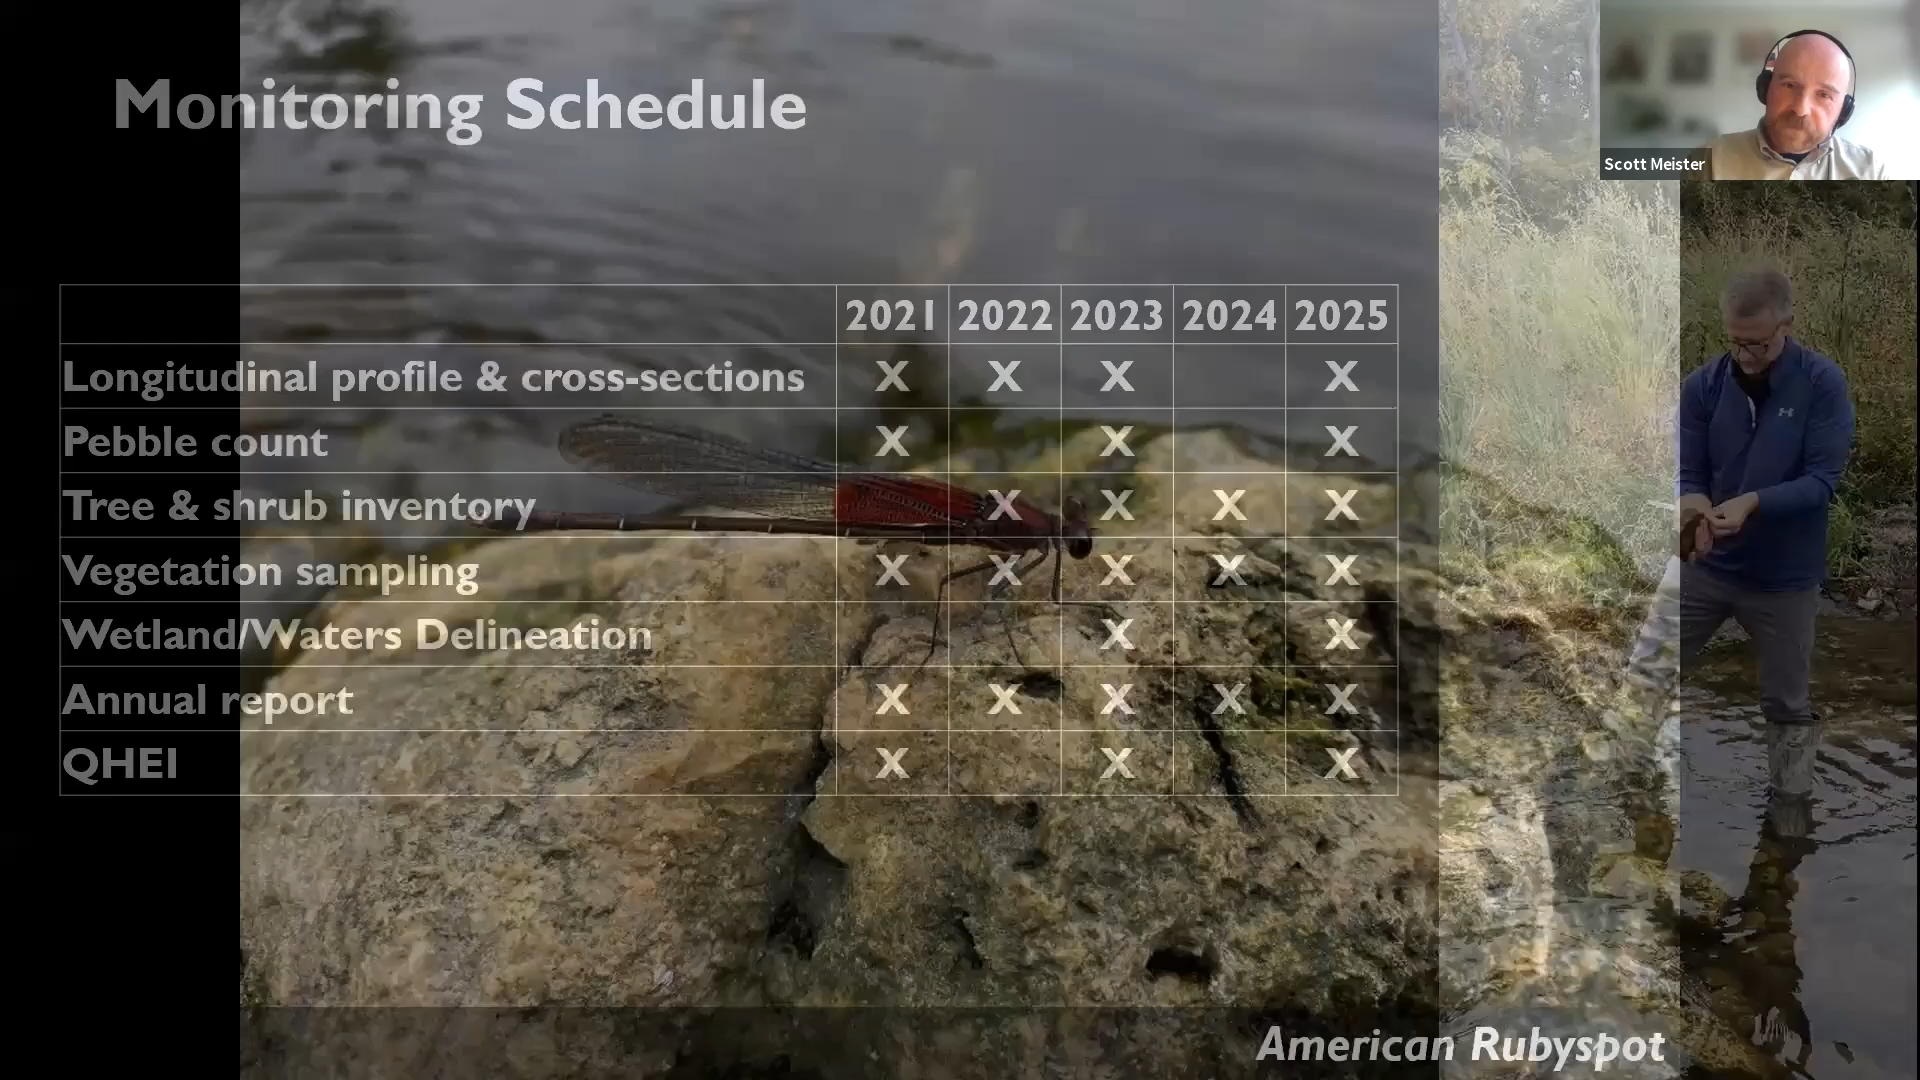 Monitoring Schedule
Scott Meister
2021 2022 2023 2024 2025
Longitudinal profile & cross-sections X X X X
Pebble count X X X
Tree & shrub inventory X X X X
Vegetation sampling X X X X X
Wetland/Waters Delineation X X
Annual report X X X X X
QHEI X X X
American Rubyspot